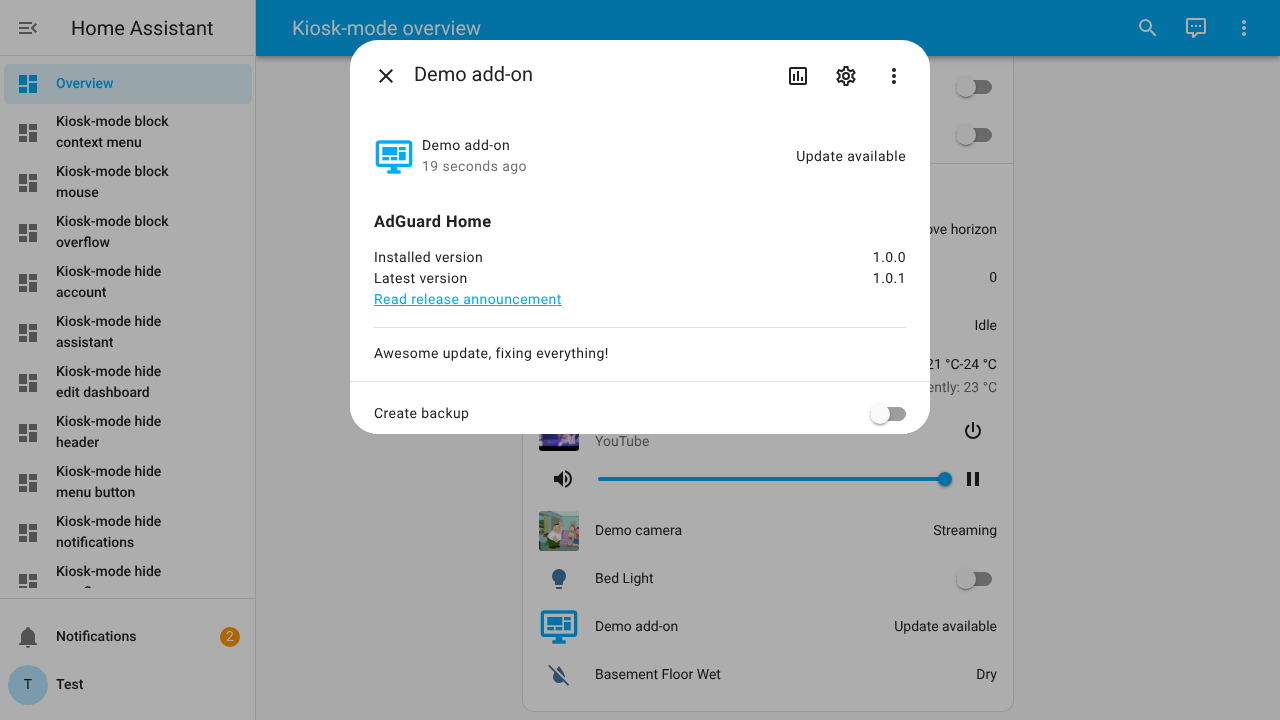 Home Assistant
Kiosk-mode overview
Overview
Kiosk-mode block
context menu
Kiosk-mode block
mouse
Kiosk-mode block
overflow
Kiosk-mode hide
account
Kiosk-mode hide
assistant
Kiosk-mode hide
edit dashboard
Kiosk-mode hide
header
Kiosk-mode hide
menu button
Kiosk-mode hide
notifications
Kiosk-mode hide
Notifications 2
T Test
Demo add-on
Demo add-on
19 seconds ago
Update available
AdGuard Home
Installed version 1.0.0
Latest version 1.0.1
Read release announcement
Awesome update, fixing everything!
Create backup
horizon
0
Idle
21 °C-24 °C
23 °C
YouTube
Demo camera Streaming
Bed Light
Demo add-on Update available
Basement Floor Wet Dry